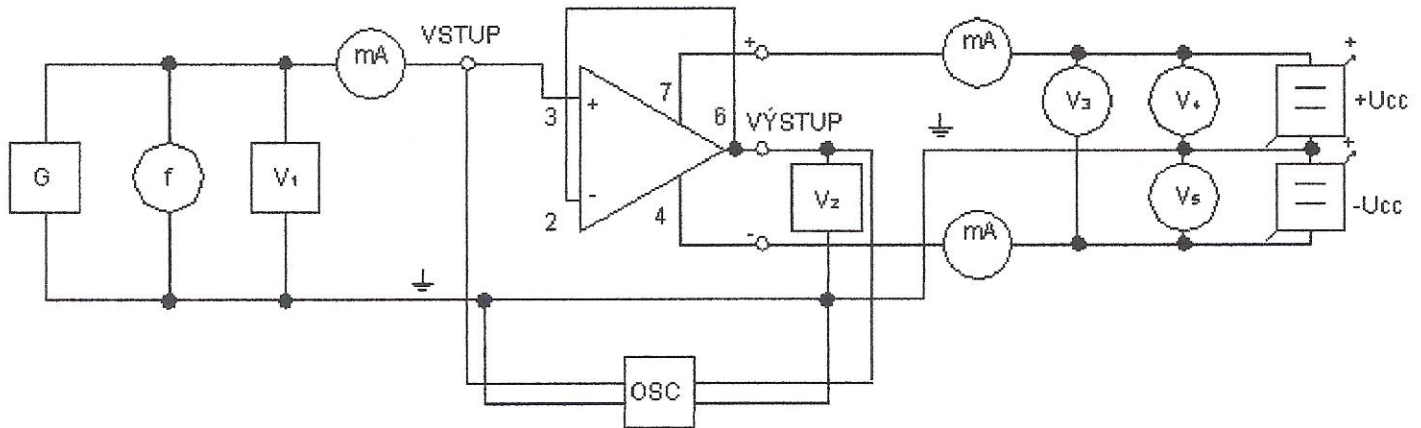 VSTUP
mA
G
f
V1
3
+
2
-
7
6
4
VÝSTUP
+
-
mA
mA
V2
V3
V4
V5
+
+Ucc
+
-Ucc
OSC